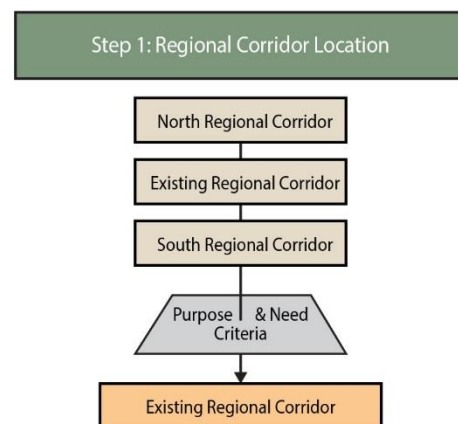 Step 1: Regional Corridor Location
North Regional Corridor
Existing Regional Corridor
South Regional Corridor
Purpose & Need
Criteria
Existing Regional Corridor